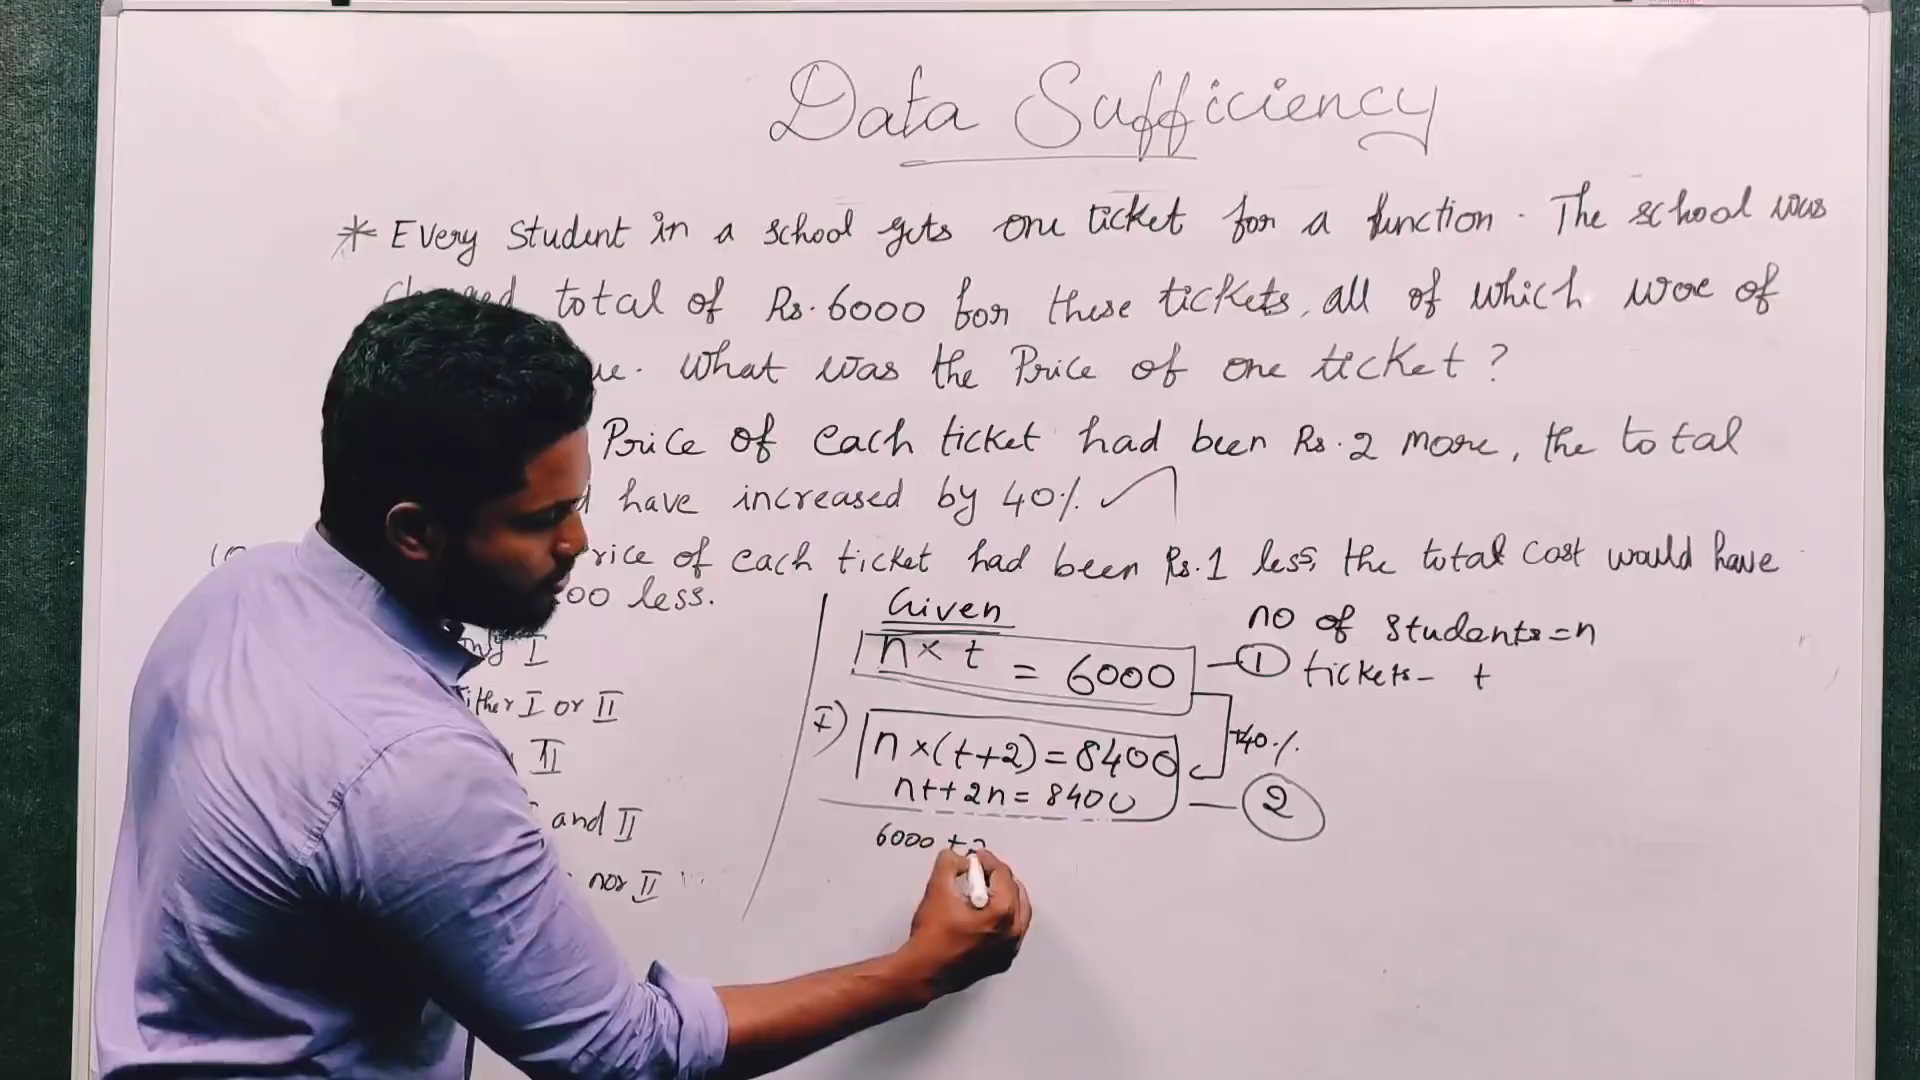 Data Sufficiency
* Every Student in a school gets one ticket for a function. The school was
total of Rs. 6000 for these tickets, all of which were of
What was the Price of one ticket?
Price of each ticket had been Rs. 2 more, the total
have increased by 40%
of each ticket had been Rs. 1 less, the total cost would have
00 less.
Given
no of students = n
n x t = 6000 - 1
tickets - t
I
I) n x (t+2) = 8400
+40%
I or II
nt + 2n = 8400 - 2
II
and II
6000 + 2
nor II